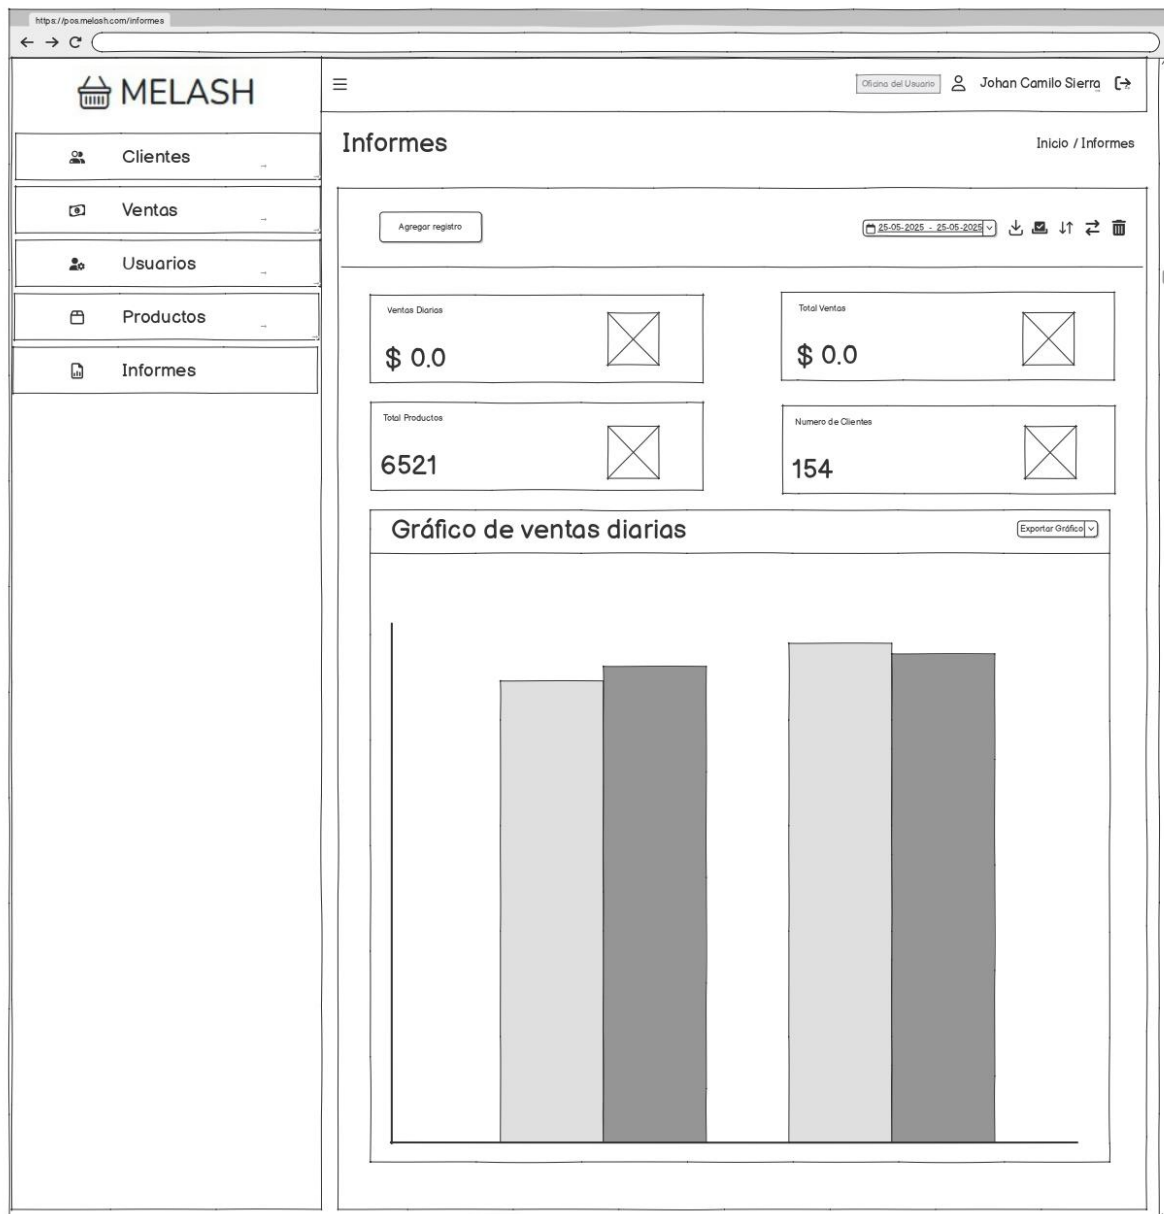 https://pos.melash.com/informes
MELASH
Oficina del Usuario
Johan Camilo Sierra
Clientes
Ventas
Usuarios
Productos
Informes
Informes
Inicio / Informes
Agregar registro
25-05-2025 - 25-05-2025
Ventas Diarias
$ 0.0
Total Ventas
$ 0.0
Total Productos
6521
Numero de Clientes
154
Gráfico de ventas diarias
Exportar Gráfico